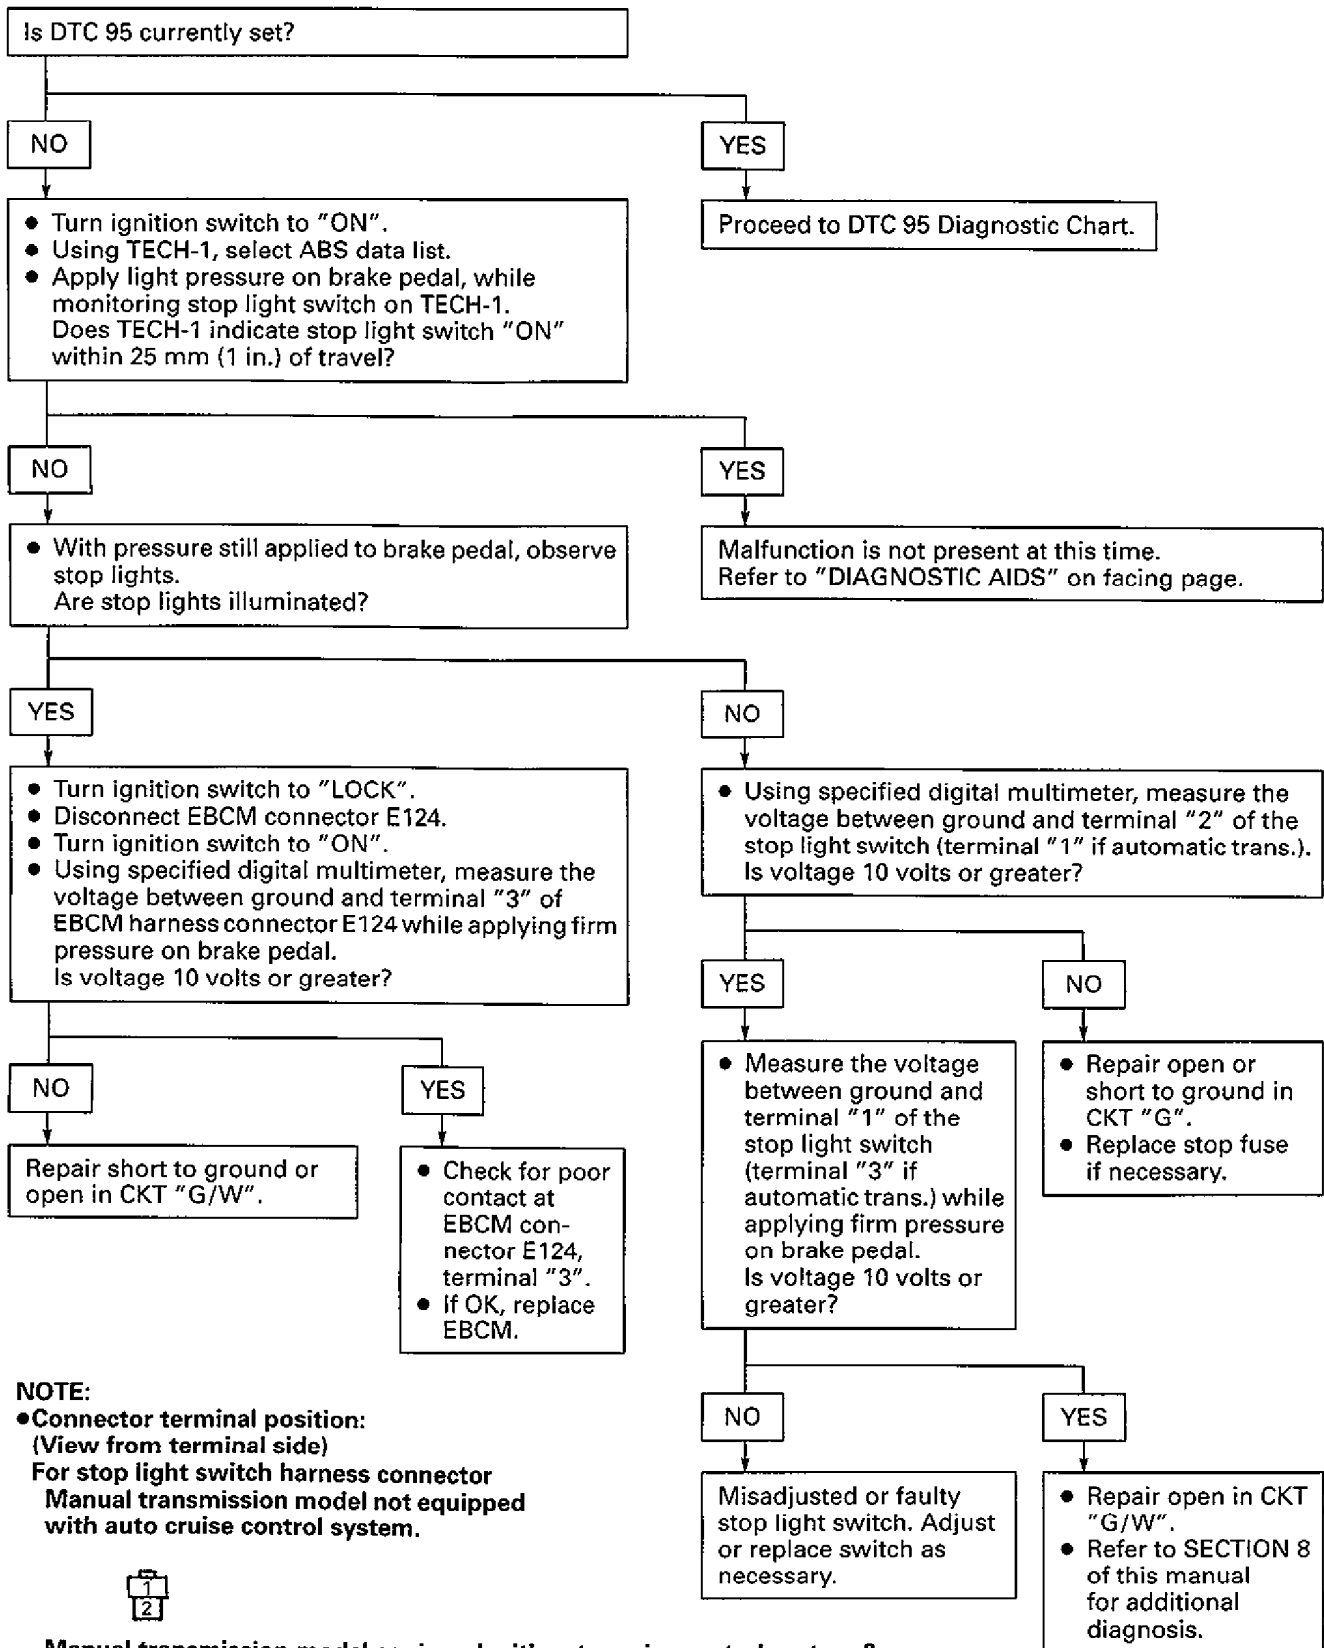 Is DTC 95 currently set?
NO
YES
● Turn ignition switch to "ON".
● Using TECH-1, select ABS data list.
● Apply light pressure on brake pedal, while
monitoring stop light switch on TECH-1.
Does TECH-1 indicate stop light switch "ON"
within 25 mm (1 in.) of travel?
Proceed to DTC 95 Diagnostic Chart.
NO
YES
● With pressure still applied to brake pedal, observe
stop lights.
Are stop lights illuminated?
Malfunction is not present at this time.
Refer to "DIAGNOSTIC AIDS" on facing page.
YES
NO
● Turn ignition switch to "LOCK".
● Disconnect EBCM connector E124.
● Turn ignition switch to "ON".
● Using specified digital multimeter, measure the
voltage between ground and terminal "3" of
EBCM harness connector E124 while applying firm
pressure on brake pedal.
Is voltage 10 volts or greater?
● Using specified digital multimeter, measure the
voltage between ground and terminal "2" of the
stop light switch (terminal "1" if automatic trans.).
Is voltage 10 volts or greater?
NO
YES
YES
NO
Repair short to ground or
open in CKT "G/W".
● Check for poor
contact at
EBCM con-
nector E124,
terminal "3".
● If OK, replace
EBCM.
● Measure the voltage
between ground and
terminal "1" of the
stop light switch
(terminal "3" if
automatic trans.) while
applying firm pressure
on brake pedal.
Is voltage 10 volts or
greater?
● Repair open or
short to ground in
CKT "G".
● Replace stop fuse
if necessary.
NO
YES
Misadjusted or faulty
stop light switch. Adjust
or replace switch as
necessary.
● Repair open in CKT
"G/W".
● Refer to SECTION 8
of this manual
for additional
diagnosis.
NOTE:
●Connector terminal position:
(View from terminal side)
For stop light switch harness connector
Manual transmission model not equipped
with auto cruise control system.
1
2